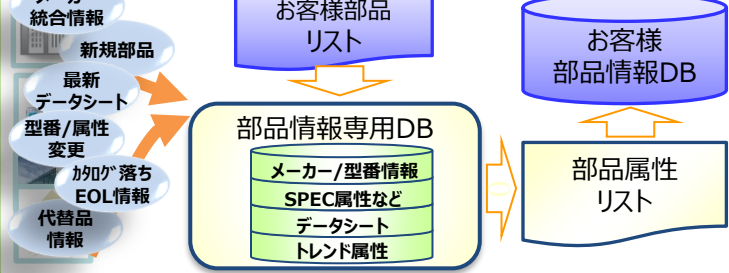 統合情報
新規部品
最新
データシート
型番/属性
変更
ｶﾀﾛｸﾞ落ち
EOL情報
代替品
情報
お客様部品
リスト
部品情報専用DB
メーカー/型番情報
SPEC属性など
データシート
トレンド属性
お客様
部品情報DB
部品属性
リスト